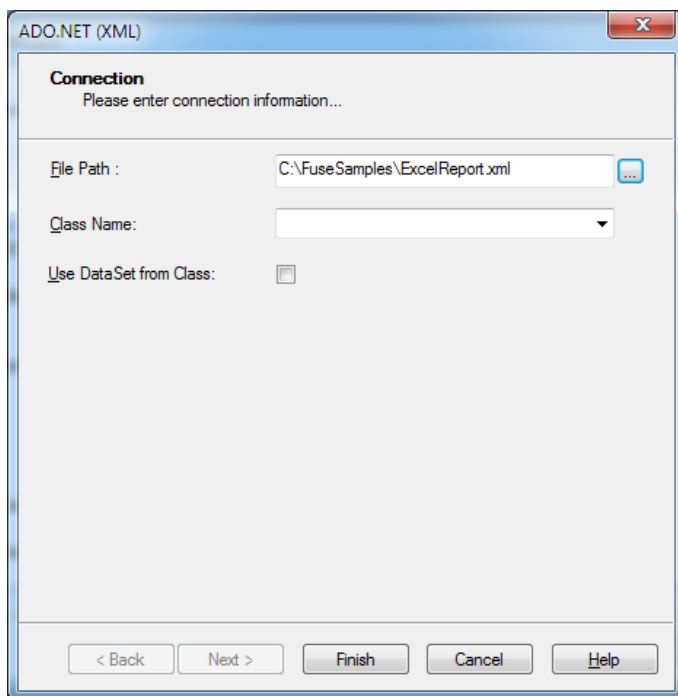 ADO.NET (XML)
Connection
Please enter connection information...
File Path :
C:\FuseSamples\ExcelReport.xml
...
Class Name:
Use DataSet from Class:
< Back
Next >
Finish
Cancel
Help